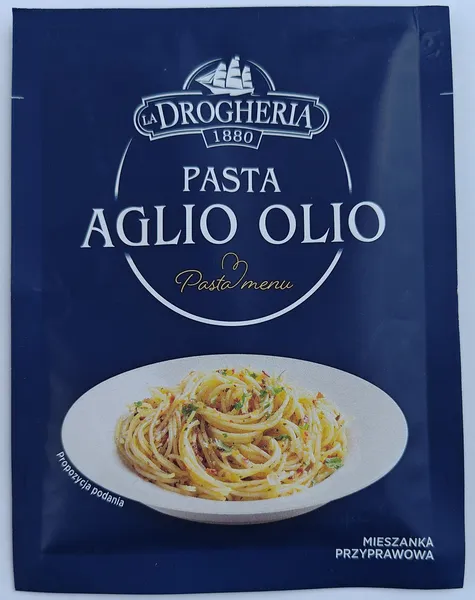 LA DROGHERIA
1880
PASTA
AGLIO OLIO
Pasta menu
Propozycja podania
MIESZANKA
PRZYPRAWOWA